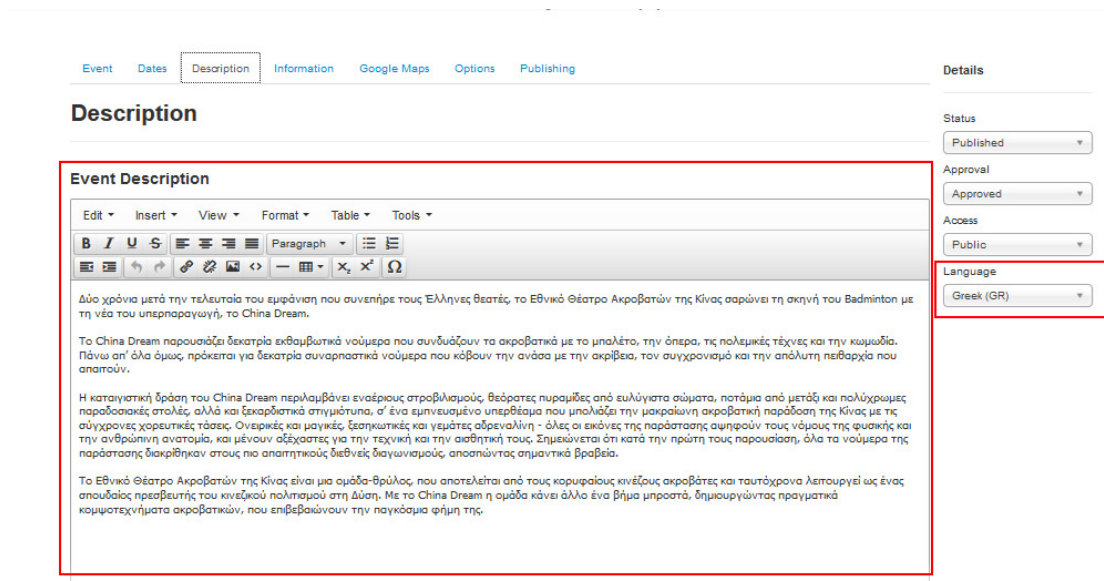 Event Dates Description Information Google Maps Options Publishing
Details
Description
Status
Published
Approval
Approved
Access
Public
Language
Greek (GR)
Event Description
Edit Insert View Format Table Tools
B I U S Paragraph
X₂ X² Ω
Δύο χρόνια μετά την τελευταία του εμφάνιση που συνεπήρε τους Έλληνες θεατές, το Εθνικό Θέατρο Ακροβατών της Κίνας σαρώνει τη σκηνή του Badminton με
τη νέα του υπερπαραγωγή, το China Dream.
Το China Dream παρουσιάζει δεκατρία εκθαμβωτικά νούμερα που συνδυάζουν τα ακροβατικά με το μπαλέτο, την όπερα, τις πολεμικές τέχνες και την κωμωδία.
Πάνω απ' όλα όμως, πρόκειται για δεκατρία συναρπαστικά νούμερα που κόβουν την ανάσα με την ακρίβεια, τον συγχρονισμό και την απόλυτη πειθαρχία που
απαιτούν.
Η καταιγιστική δράση του China Dream περιλαμβάνει εναέριους στροβιλισμούς, θεόρατες πυραμίδες από ευλύγιστα σώματα, ποτάμια από μετάξι και πολύχρωμες
παραδοσιακές στολές, αλλά και ξεκαρδιστικά στιγμιότυπα, σ' ένα εμπνευσμένο υπερθέαμα που μπολιάζει την μακραίωνη ακροβατική παράδοση της Κίνας με τις
σύγχρονες χορευτικές τάσεις. Ονειρικές και μαγικές, ξεσηκωτικές και γεμάτες αδρεναλίνη - όλες οι εικόνες της παράστασης αψηφούν τους νόμους της φυσικής και
την ανθρώπινη ανατομία, και μένουν αξέχαστες για την τεχνική και την αισθητική τους. Σημειώνεται ότι κατά την πρώτη τους παρουσίαση, όλα τα νούμερα της
παράστασης διακρίθηκαν στους πιο απαιτητικούς διεθνείς διαγωνισμούς, αποσπώντας σημαντικά βραβεία.
Το Εθνικό Θέατρο Ακροβατών της Κίνας είναι μια ομάδα-θρύλος, που αποτελείται από τους κορυφαίους κινέζους ακροβάτες και ταυτόχρονα λειτουργεί ως ένας
σπουδαίος πρεσβευτής του κινεζικού πολιτισμού στη Δύση. Με το China Dream η ομάδα κάνει άλλο ένα βήμα μπροστά, δημιουργώντας πραγματικά
κομψοτεχνήματα ακροβατικών, που επιβεβαιώνουν την παγκόσμια φήμη της.